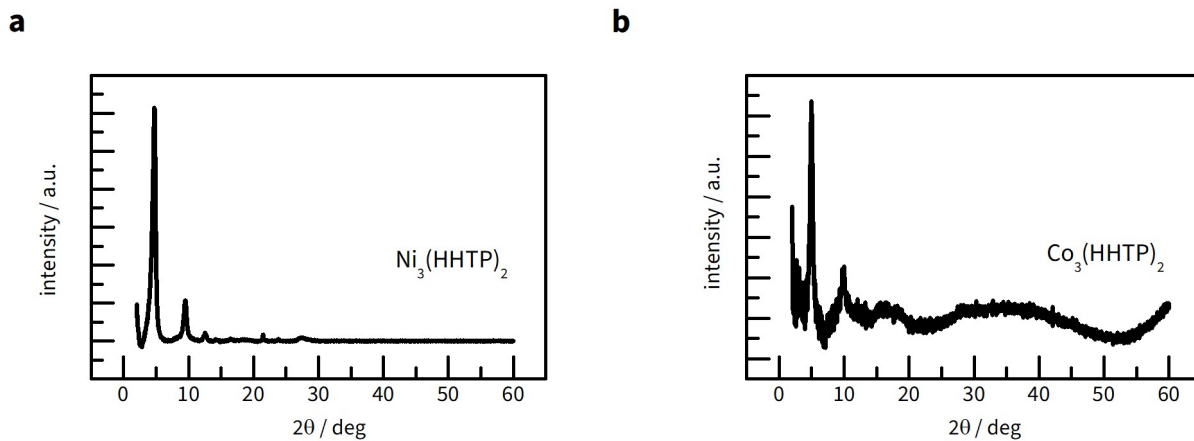 a
b
intensity / a.u.
Ni3(HHTP)2
0 10 20 30 40 50 60
2θ / deg
intensity / a.u.
Co3(HHTP)2
0 10 20 30 40 50 60
2θ / deg